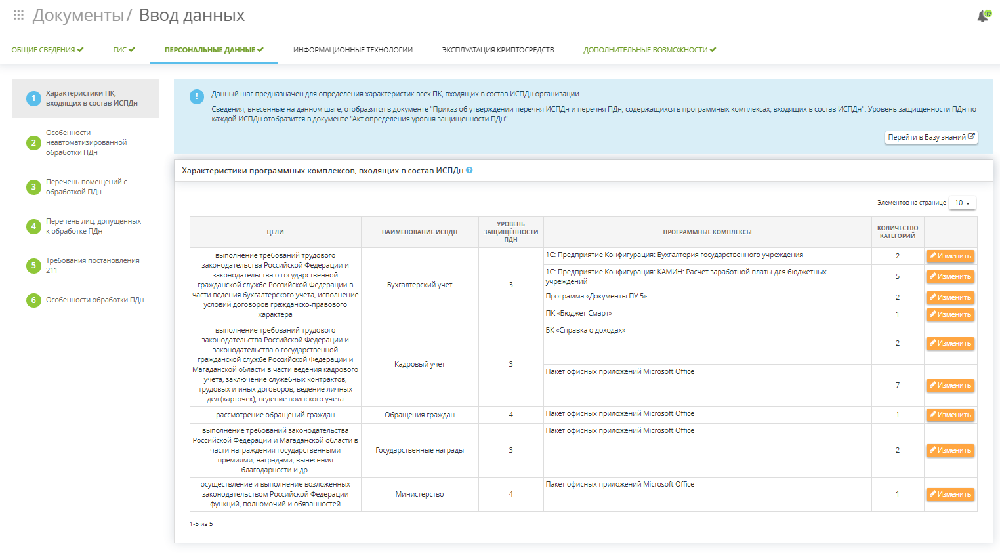 Документы/ Ввод данных
32
ОБЩИЕ СВЕДЕНИЯ
ГИС
ПЕРСОНАЛЬНЫЕ ДАННЫЕ
ИНФОРМАЦИОННЫЕ ТЕХНОЛОГИИ
ЭКСПЛУАТАЦИЯ КРИПТОСРЕДСТВ
ДОПОЛНИТЕЛЬНЫЕ ВОЗМОЖНОСТИ
1
Характеристики ПК,
входящих в состав ИСПДн
2
Особенности
неавтоматизированной
обработки ПДн
3
Перечень помещений с
обработкой ПДн
4
Перечень лиц, допущенных
к обработке ПДн
5
Требования постановления
211
6
Особенности обработки ПДн
!
Данный шаг предназначен для определения характеристик всех ПК, входящих в состав ИСПДн организации.
Сведения, внесенные на данном шаге, отобразятся в документе "Приказ об утверждении перечня ИСПДн и перечня ПДн, содержащихся в программных комплексах, входящих в состав ИСПДн". Уровень защищенности ПДн по
каждой ИСПДн отобразится в документе "Акт определения уровня защищенности ПДн".
Перейти в Базу знаний
Характеристики программных комплексов, входящих в состав ИСПДн ?
Элементов на странице 10
ЦЕЛИ
НАИМЕНОВАНИЕ ИСПДН
УРОВЕНЬ
ЗАЩИЩЁННОСТИ
ПДН
ПРОГРАММНЫЕ КОМПЛЕКСЫ
КОЛИЧЕСТВО
КАТЕГОРИЙ
выполнение требований трудового
законодательства Российской Федерации и
законодательства о государственной
гражданской службе Российской Федерации в
части ведения бухгалтерского учета, исполнение
условий договоров гражданско-правового
характера
Бухгалтерский учет
3
1С: Предприятие Конфигурация: Бухгалтерия государственного учреждения
2
Изменить
1С: Предприятие Конфигурация: КАМИН: Расчет заработной платы для бюджетных
учреждений
5
Изменить
Программа «Документы ПУ 5»
2
Изменить
ПК «Бюджет-Смарт»
1
Изменить
выполнение требований трудового
законодательства Российской Федерации и
законодательства о государственной
гражданской службе Российской Федерации и
Магаданской области в части ведения кадрового
учета, заключение служебных контрактов,
трудовых и иных договоров, ведение личных
дел (карточек), ведение воинского учета
Кадровый учет
3
БК «Справка о доходах»
2
Изменить
Пакет офисных приложений Microsoft Office
7
Изменить
рассмотрение обращений граждан
Обращения граждан
4
Пакет офисных приложений Microsoft Office
1
Изменить
выполнение требований законодательства
Российской Федерации и Магаданской области в
части награждения государственными
премиями, наградами, вынесения
благодарности и др.
Государственные награды
3
Пакет офисных приложений Microsoft Office
2
Изменить
осуществление и выполнение возложенных
законодательством Российской Федерации
функций, полномочий и обязанностей
Министерство
4
Пакет офисных приложений Microsoft Office
1
Изменить
1-5 из 5